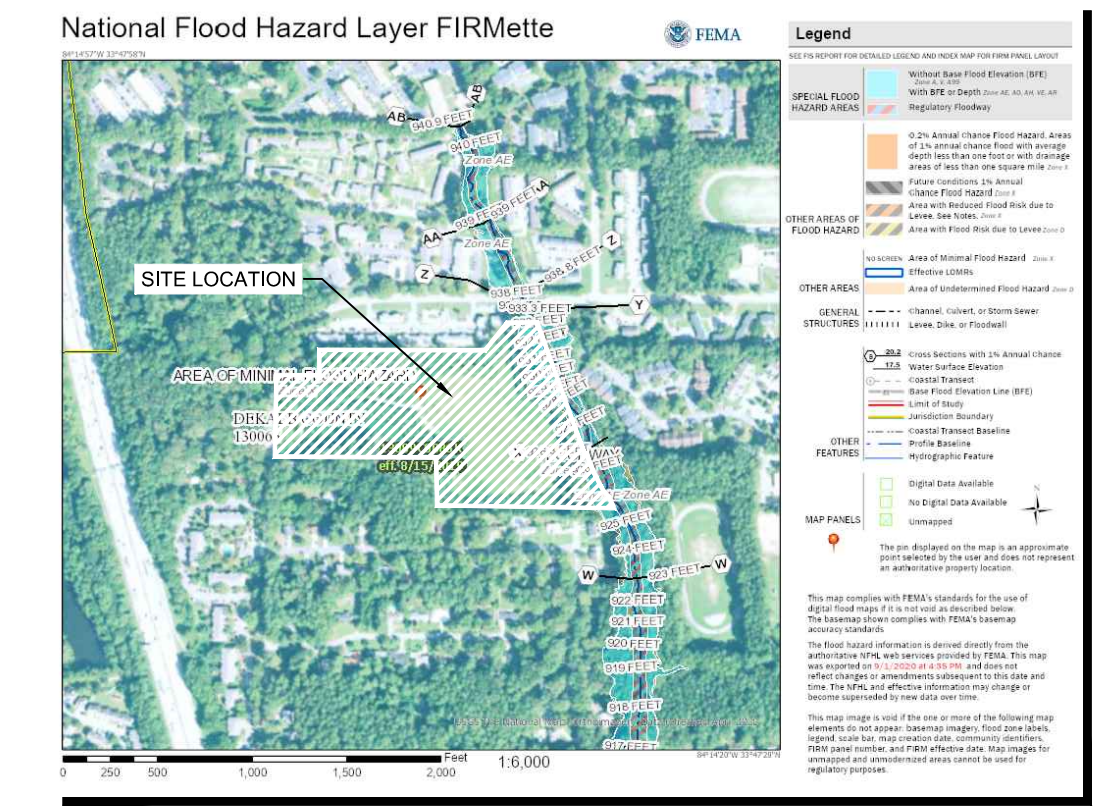 National Flood Hazard Layer FIRMette
FEMA
84°14'57"W 33°47'58"N
AB
AB
940.9 FEET
940 FEET
Zone AE
A
939 FEET
939 FEET
AA
Zone AE
Z
938.8 FEET
Z
938 FEET
933.3 FEET
Y
SITE LOCATION
AREA OF MINIMAL FLOOD HAZARD
DEKALB COUNTY
13006
eff. 8/15/
Zone AE
925 FEET
924 FEET
W
923 FEET
W
922 FEET
921 FEET
920 FEET
919 FEET
918 FEET
917 FEET
84°14'20"W 33°47'29"N
Feet
1:6,000
0 250 500 1,000 1,500 2,000
Legend
SEE FIS REPORT FOR DETAILED LEGEND AND INDEX MAP FOR FIRM PANEL LAYOUT
SPECIAL FLOOD
HAZARD AREAS
Without Base Flood Elevation (BFE)
Zone A, V, A99
With BFE or Depth Zone AE, AO, AH, VE, AR
Regulatory Floodway
0.2% Annual Chance Flood Hazard, Areas
of 1% annual chance flood with average
depth less than one foot or with drainage
areas of less than one square mile Zone X
Future Conditions 1% Annual
Chance Flood Hazard Zone X
Area with Reduced Flood Risk due to
Levee. See Notes. Zone X
Area with Flood Risk due to Levee Zone D
OTHER AREAS OF
FLOOD HAZARD
NO SCREEN Area of Minimal Flood Hazard Zone X
Effective LOMRs
Area of Undetermined Flood Hazard Zone D
OTHER AREAS
GENERAL
STRUCTURES
Channel, Culvert, or Storm Sewer
Levee, Dike, or Floodwall
B 20.2 Cross Sections with 1% Annual Chance
17.5 Water Surface Elevation
Coastal Transect
Base Flood Elevation Line (BFE)
Limit of Study
Jurisdiction Boundary
Coastal Transect Baseline
Profile Baseline
Hydrographic Feature
OTHER
FEATURES
Digital Data Available
No Digital Data Available
Unmapped
MAP PANELS
N
The pin displayed on the map is an approximate
point selected by the user and does not represent
an authoritative property location.
This map complies with FEMA's standards for the use of
digital flood maps if it is not void as described below.
The basemap shown complies with FEMA's basemap
accuracy standards
The flood hazard information is derived directly from the
authoritative NFHL web services provided by FEMA. This map
was exported on 9/1/2020 at 4:35 PM and does not
reflect changes or amendments subsequent to this date and
time. The NFHL and effective information may change or
become superseded by new data over time.
This map image is void if the one or more of the following map
elements do not appear: basemap imagery, flood zone labels,
legend, scale bar, map creation date, community identifiers,
FIRM panel number, and FIRM effective date. Map images for
unmapped and unmodernized areas cannot be used for
regulatory purposes.